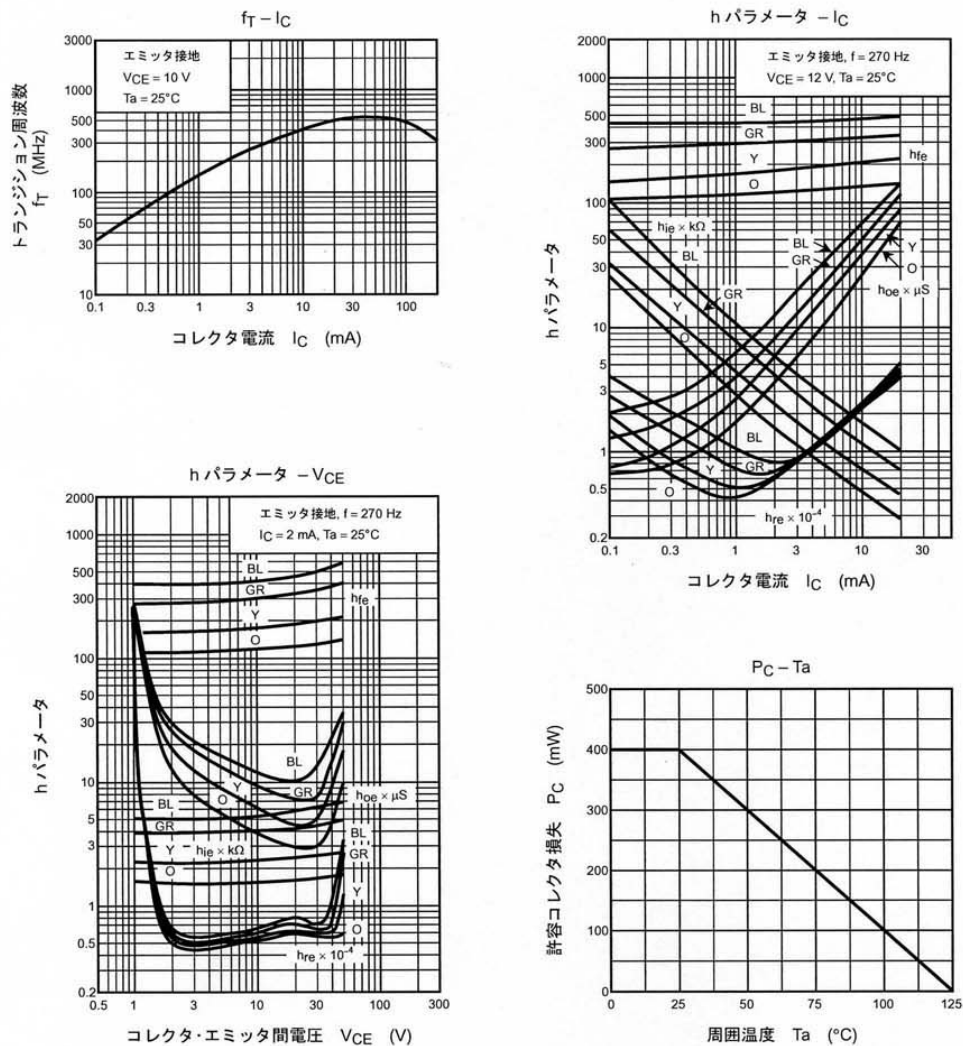 fT – IC
エミッタ接地
VCE = 10 V
Ta = 25°C
トランジション周波数
fT (MHz)
3000
1000
500
300
100
50
30
10
0.1
0.3
1
3
10
30
100
300
コレクタ電流 IC (mA)
h パラメータ – IC
エミッタ接地, f = 270 Hz
VCE = 12 V, Ta = 25°C
h パラメータ
2000
1000
500
300
100
50
30
10
5
3
1
0.5
0.2
BL
GR
Y
O
hfe
hie × kΩ
BL
GR
Y
O
BL
GR
Y
O
hoe × μS
BL
GR
Y
O
hre × 10⁻⁴
0.1
0.3
1
3
10
30
コレクタ電流 IC (mA)
h パラメータ – VCE
エミッタ接地, f = 270 Hz
IC = 2 mA, Ta = 25°C
h パラメータ
2000
1000
500
300
100
50
30
10
5
3
1
0.5
0.2
BL
GR
hfe
Y
O
BL
GR
Y
O
hoe × μS
BL
GR
Y
hie × kΩ
O
BL
GR
Y
O
hre × 10⁻⁴
0.5
1
3
10
30
100
300
コレクタ・エミッタ間電圧 VCE (V)
PC – Ta
許容コレクタ損失 PC (mW)
500
400
300
200
100
0
0
25
50
75
100
125
周囲温度 Ta (°C)